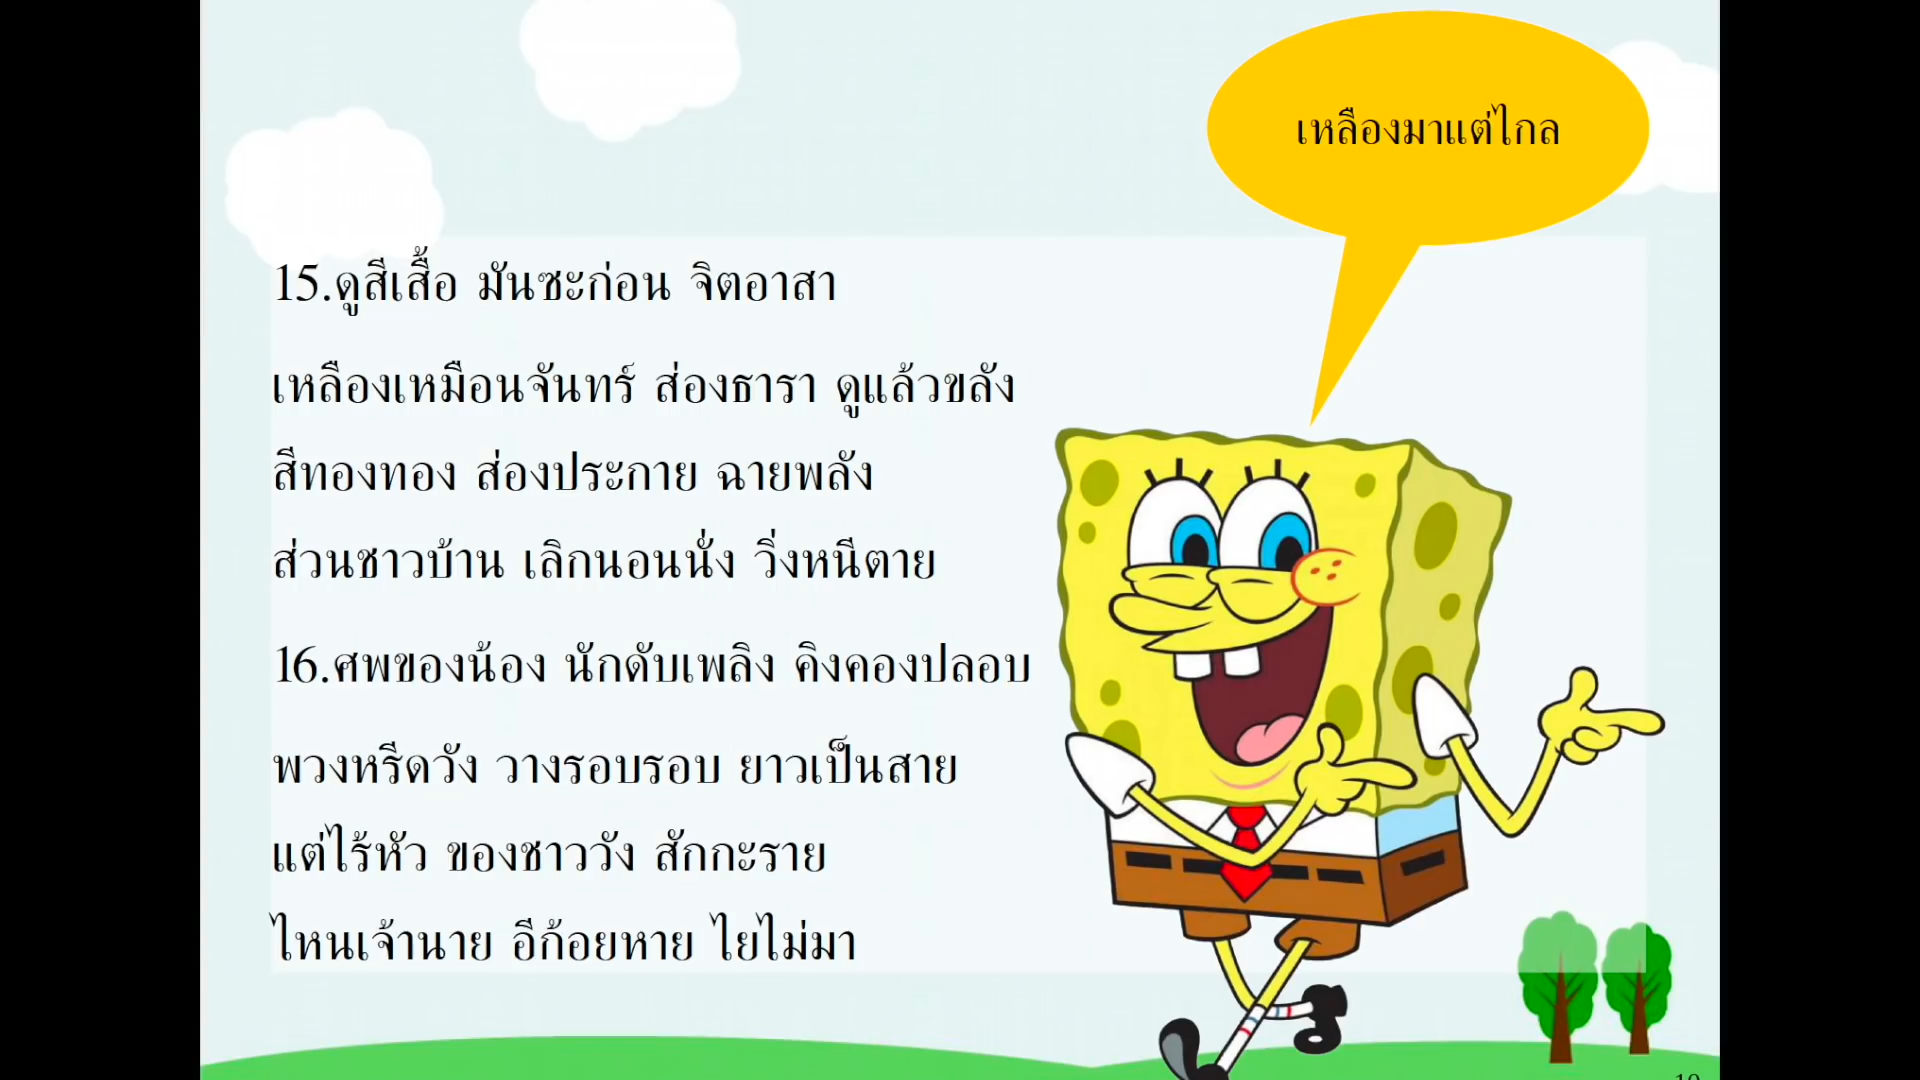 เหลืองมาแต่ไกล
15.ดูสีเสื้อ มันซะก่อน จิตอาสา
เหลืองเหมือนจันทร์ ส่องธารา ดูแล้วขลัง
สีทองทอง ส่องประกาย ฉายพลัง
ส่วนชาวบ้าน เลิกนอนนั่ง วิ่งหนีตาย
16.ศพของน้อง นักดับเพลิง คิงคองปลอบ
พวงหรีดวัง วางรอบรอบ ยาวเป็นสาย
แต่ไร้หัว ของชาววัง สักกะราย
ไหนเจ้านาย อีก้อยหาย ไยไม่มา